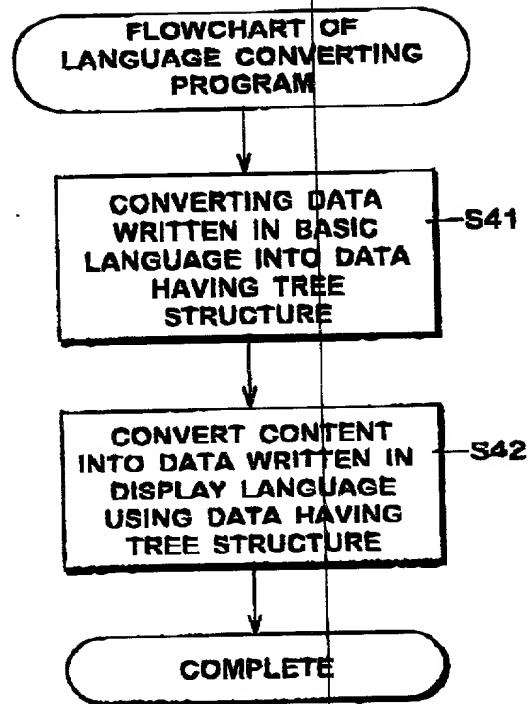 FLOWCHART OF
LANGUAGE CONVERTING
PROGRAM
CONVERTING DATA
WRITTEN IN BASIC
LANGUAGE INTO DATA
HAVING TREE
STRUCTURE
S41
CONVERT CONTENT
INTO DATA WRITTEN IN
DISPLAY LANGUAGE
USING DATA HAVING
TREE STRUCTURE
S42
COMPLETE